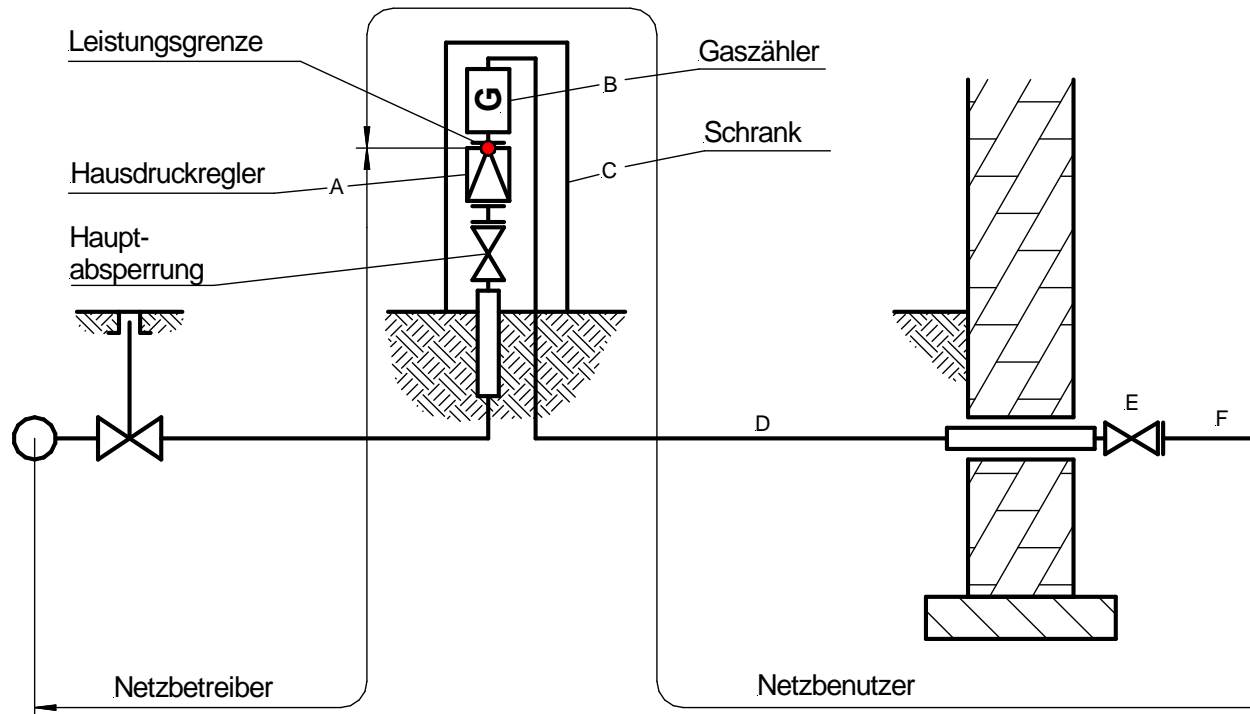 Leistungsgrenze
Gaszähler
B
G
Schrank
C
Hausdruckregler
A
Haupt-
absperrung
D
E
F
Netzbetreiber
Netzbenutzer